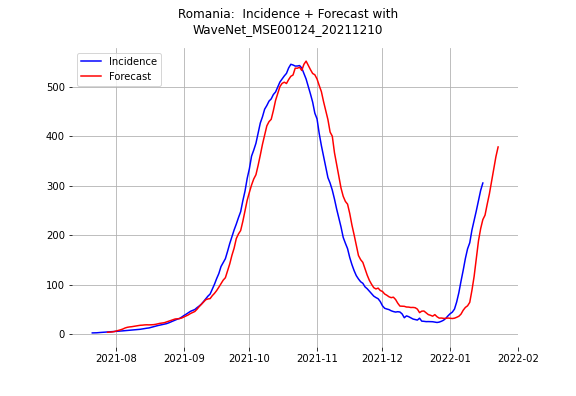 Romania:  Incidence + Forecast with
WaveNet_MSE00124_20211210
Incidence
Forecast
500
400
300
200
100
0
2021-08 2021-09 2021-10 2021-11 2021-12 2022-01 2022-02